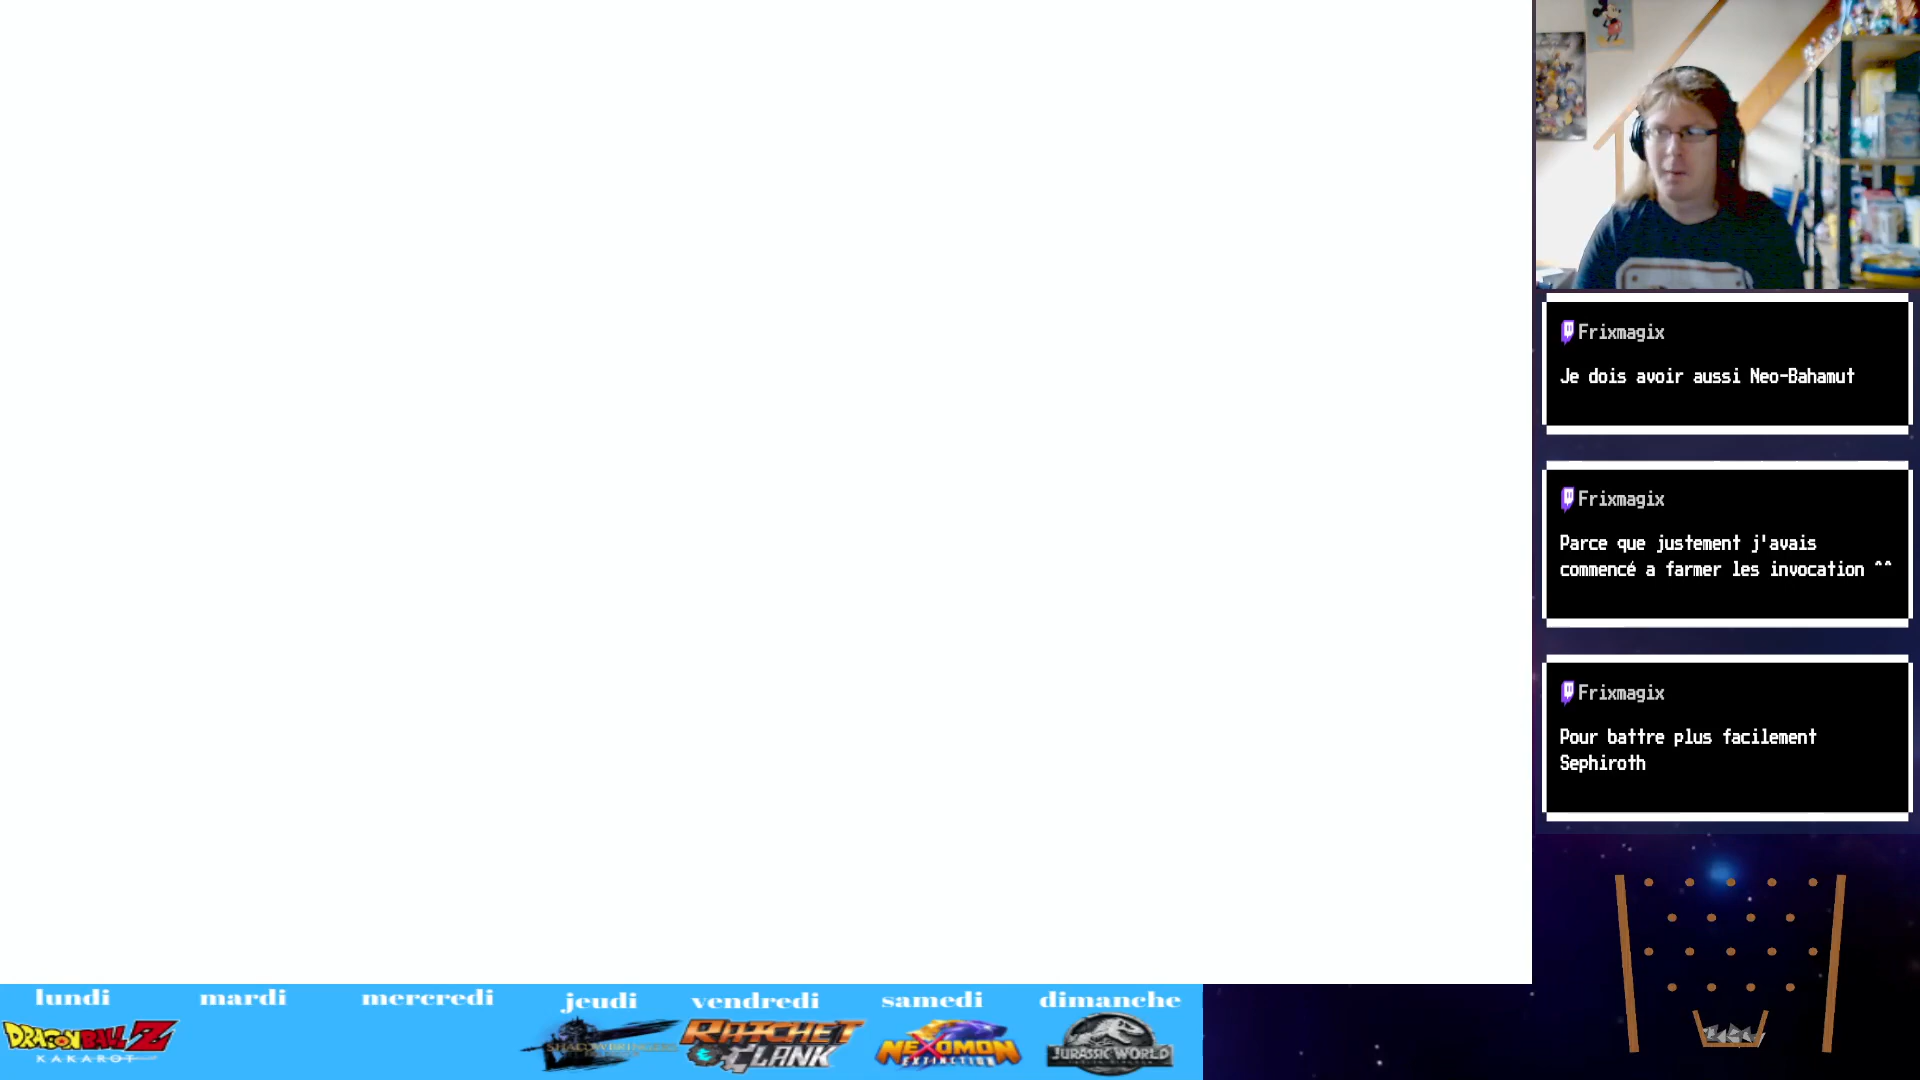 Frixmagix
Je dois avoir aussi Neo-Bahamut
Frixmagix
Parce que justement j'avais
commencé a farmer les invocation ^^
Frixmagix
Pour battre plus facilement
Sephiroth
lundi mardi mercredi jeudi vendredi samedi dimanche
DRAGON BALL Z
KAKAROT
RATCHET
CLANK
NEXOMON
EXTINCTION
JURASSIC WORLD